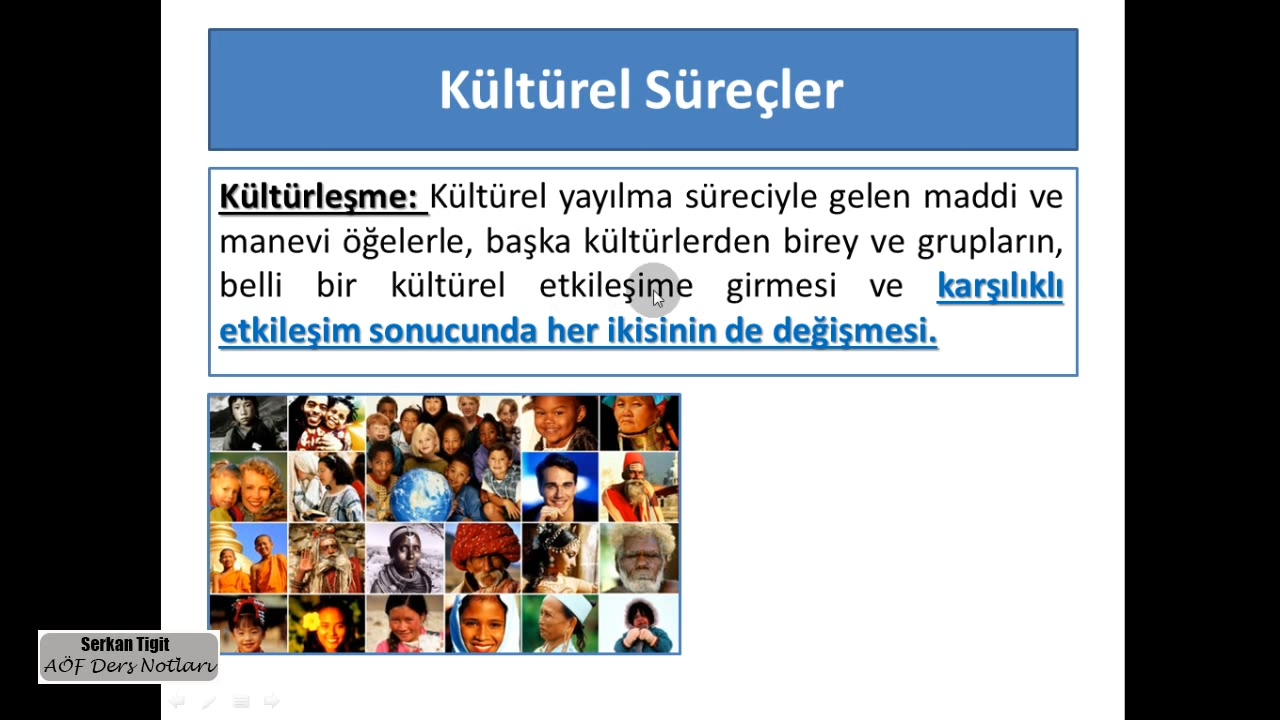 Kültürel Süreçler
Kültürleşme: Kültürel yayılma süreciyle gelen maddi ve
manevi öğelerle, başka kültürlerden birey ve grupların,
belli bir kültürel etkileşime girmesi ve karşılıklı
etkileşim sonucunda her ikisinin de değişmesi.
Serkan Tigit
AÖF Ders Notları